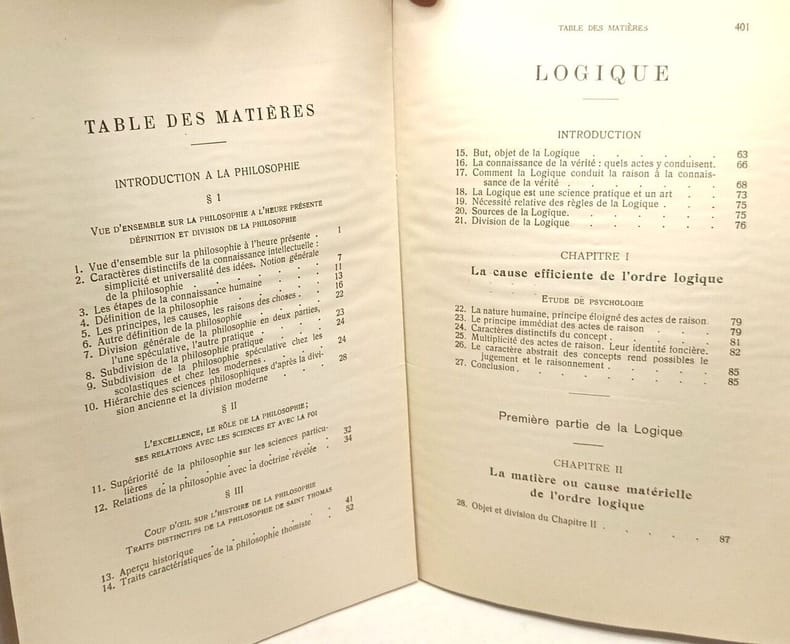 TABLE DES MATIÈRES
INTRODUCTION A LA PHILOSOPHIE
§ I
VUE D'ENSEMBLE SUR LA PHILOSOPHIE A L'HEURE PRÉSENTE
DÉFINITION ET DIVISION DE LA PHILOSOPHIE
1. Vue d'ensemble sur la philosophie à l'heure présente . 1
2. Caractères distinctifs de la connaissance intellectuelle :
simplicité et universalité des idées. Notion générale
de la philosophie . . . . . . 7
3. Les étapes de la connaissance humaine . . . 11
4. Définition de la philosophie . . . . . 13
5. Les principes, les causes, les raisons des choses . . 16
6. Autre définition de la philosophie . . . . 22
7. Division générale de la philosophie en deux parties,
l'une spéculative, l'autre pratique . . . . 23
8. Subdivision de la philosophie pratique . . . 24
9. Subdivision de la philosophie spéculative chez les
scolastiques et chez les modernes . . . . 24
10. Hiérarchie des sciences philosophiques d'après la divi-
sion ancienne et la division moderne . . . 28
§ II
L'EXCELLENCE, LE RÔLE DE LA PHILOSOPHIE ;
SES RELATIONS AVEC LES SCIENCES ET AVEC LA FOI
11. Supériorité de la philosophie sur les sciences particu-
lières . . . . . . . . 32
12. Relations de la philosophie avec la doctrine révélée . 34
§ III
COUP D'ŒIL SUR L'HISTOIRE DE LA PHILOSOPHIE
TRAITS DISTINCTIFS DE LA PHILOSOPHIE DE SAINT THOMAS
13. Aperçu historique . . . . . . 41
14. Traits caractéristiques de la philosophie thomiste . 52
TABLE DES MATIÈRES 401
LOGIQUE
INTRODUCTION
15. But, objet de la Logique . . . . . . 63
16. La connaissance de la vérité : quels actes y conduisent. 66
17. Comment la Logique conduit la raison à la connais-
sance de la vérité . . . . . . 68
18. La Logique est une science pratique et un art . . 73
19. Nécessité relative des règles de la Logique . . . 75
20. Sources de la Logique. . . . . . . 75
21. Division de la Logique . . . . . . 76
CHAPITRE I
La cause efficiente de l'ordre logique
ETUDE DE PSYCHOLOGIE
22. La nature humaine, principe éloigné des actes de raison. 79
23. Le principe immédiat des actes de raison . . . 79
24. Caractères distinctifs du concept . . . . . 81
25. Multiplicité des actes de raison. Leur identité foncière. 82
26. Le caractère abstrait des concepts rend possibles le
jugement et le raisonnement . . . . . 85
27. Conclusion . . . . . . . . 85
Première partie de la Logique
CHAPITRE II
La matière ou cause matérielle
de l'ordre logique
28. Objet et division du Chapitre II . . . . . 87